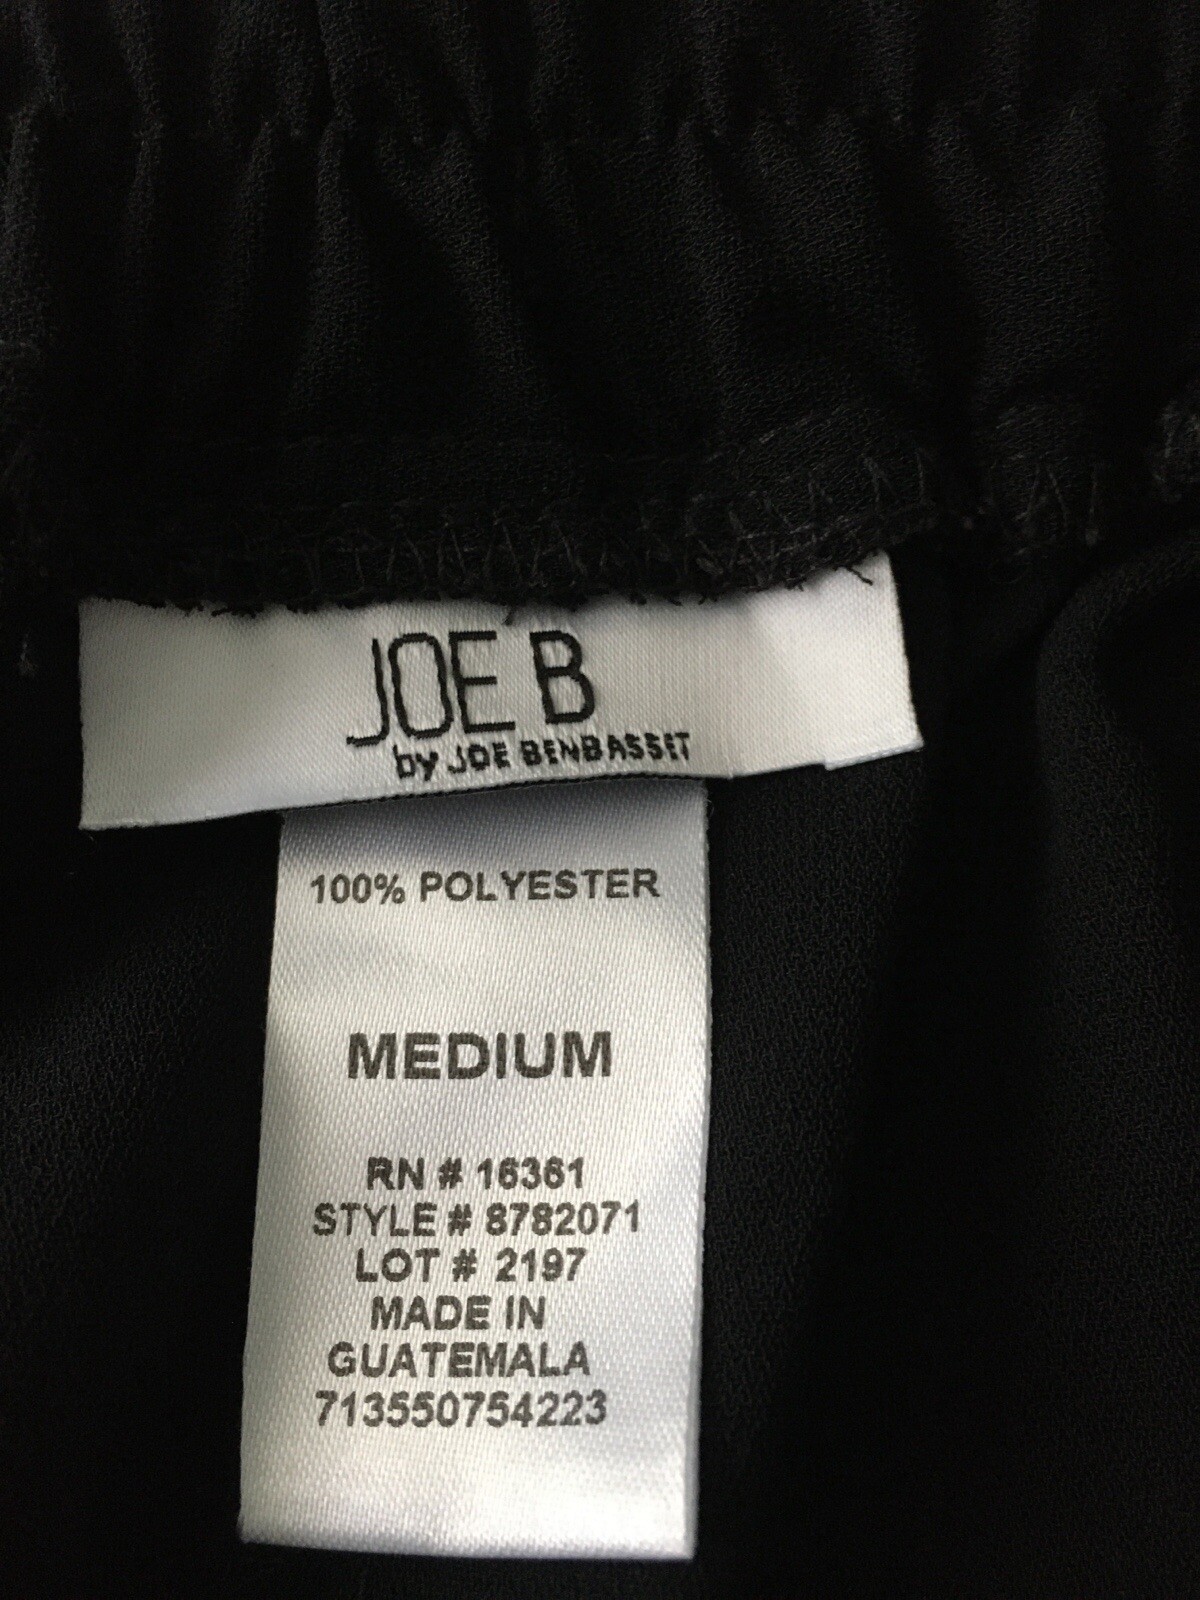 JOE B
by JOE BENBASSET
100% POLYESTER
MEDIUM
RN # 16361
STYLE # 8782071
LOT # 2197
MADE IN
GUATEMALA
713550754223